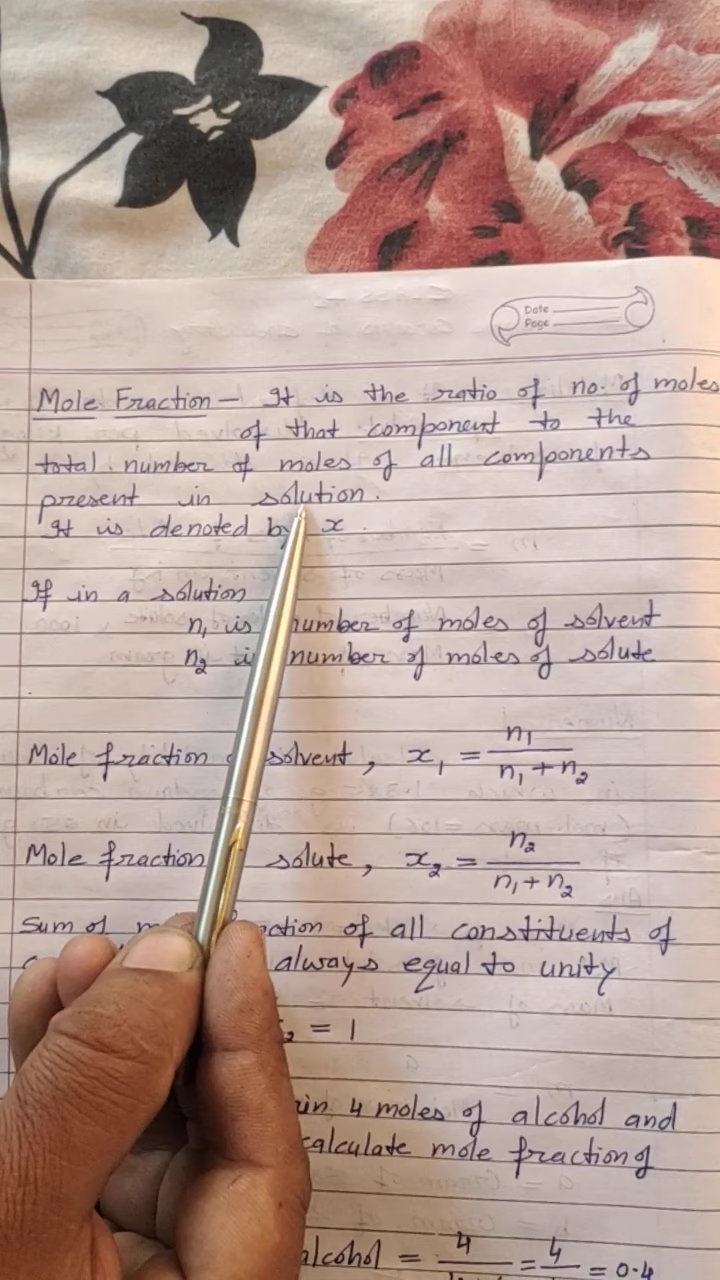 Date
Page
Mole Fraction - It is the ratio of no. of moles
of that component to the
total number of moles of all components
present in solution.
It is denoted by x.
If in a solution
n₁ is number of moles of solvent
n₂ is number of moles of solute
Mole fraction solvent, x₁ = n₁ / n₁ + n₂
Mole fraction solute, x₂ = n₂ / n₁ + n₂
Sum of of all constituents of
always equal to unity
₂ = 1
in 4 moles of alcohol and
calculate mole fraction of
alcohol = 4 / = 4 / = 0.4